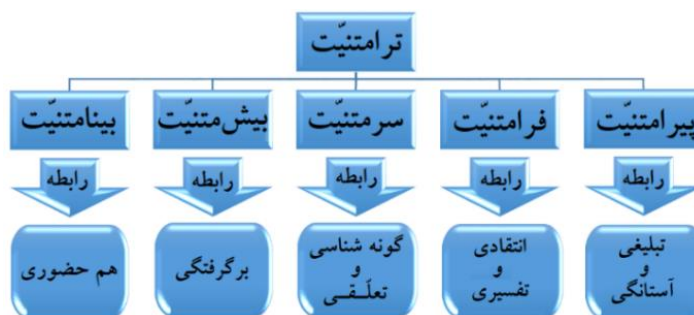 ترامتنیّت
پیرامتنیّت
فرامتنیّت
سرمتنیّت
بیش‌متنیّت
بینامتنیّت
رابطه
رابطه
رابطه
رابطه
رابطه
تبلیغی
و
آستانگی
انتقادی
و
تفسیری
گونه شناسی
و
تعلّـقـی
برگرفتگی
هم حضوری